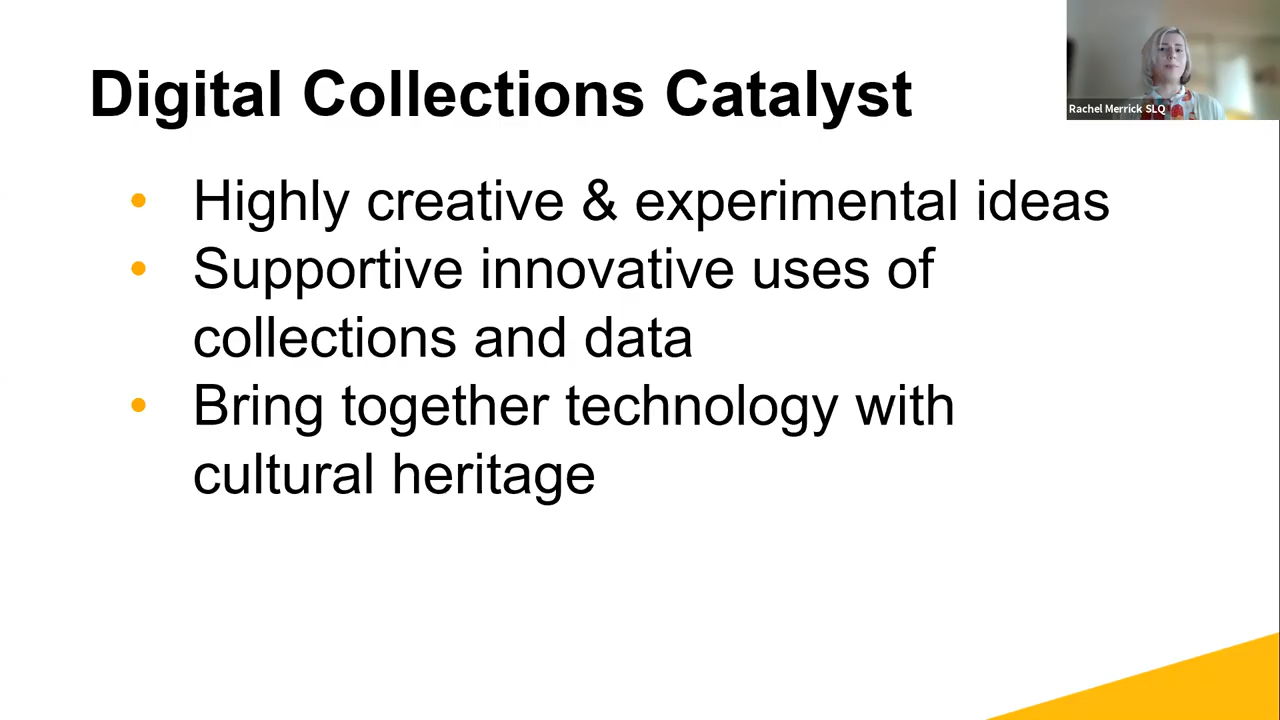 Digital Collections Catalyst
Rachel Merrick SLQ
• Highly creative & experimental ideas
• Supportive innovative uses of
collections and data
• Bring together technology with
cultural heritage